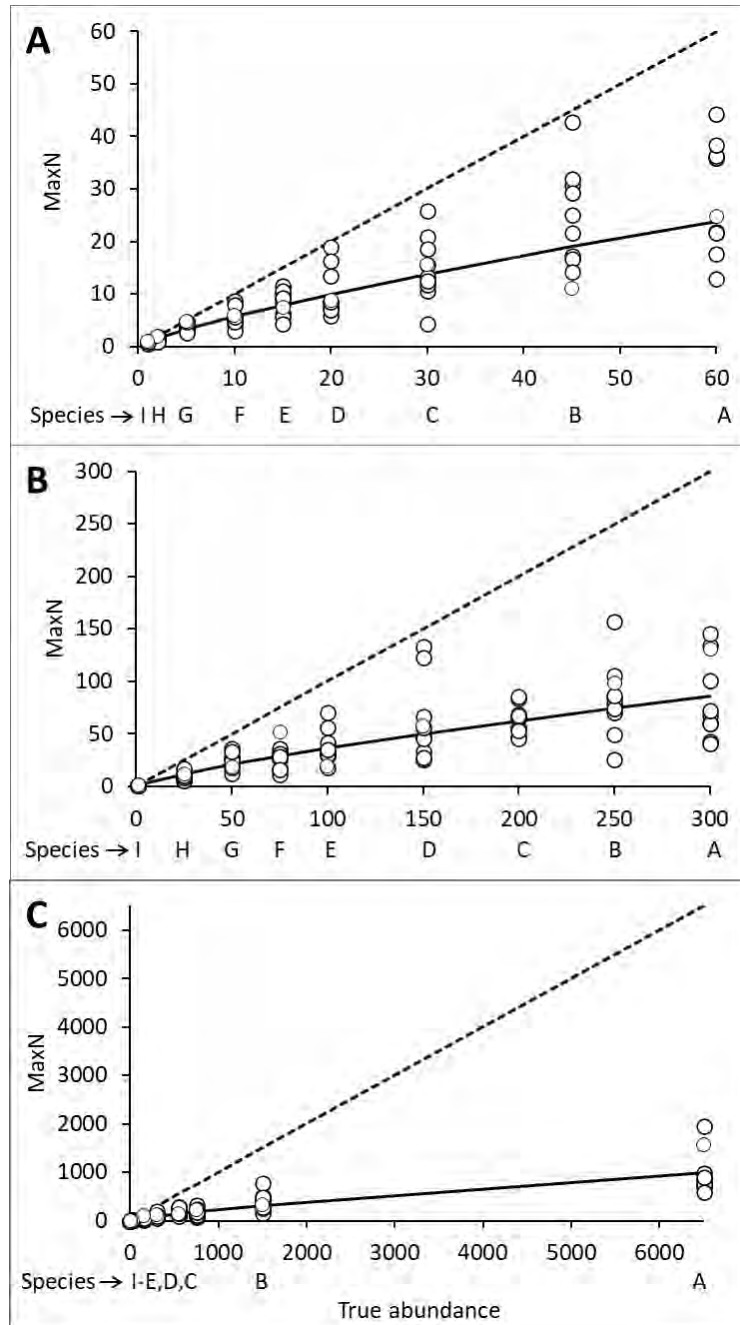 A
60
50
40
30
20
10
0
MaxN
0 10 20 30 40 50 60
Species → I H G F E D C B A
B
300
250
200
150
100
50
0
MaxN
0 50 100 150 200 250 300
Species → I H G F E D C B A
C
6000
5000
4000
3000
2000
1000
0
MaxN
0 1000 2000 3000 4000 5000 6000
Species → I-E,D,C B A
True abundance